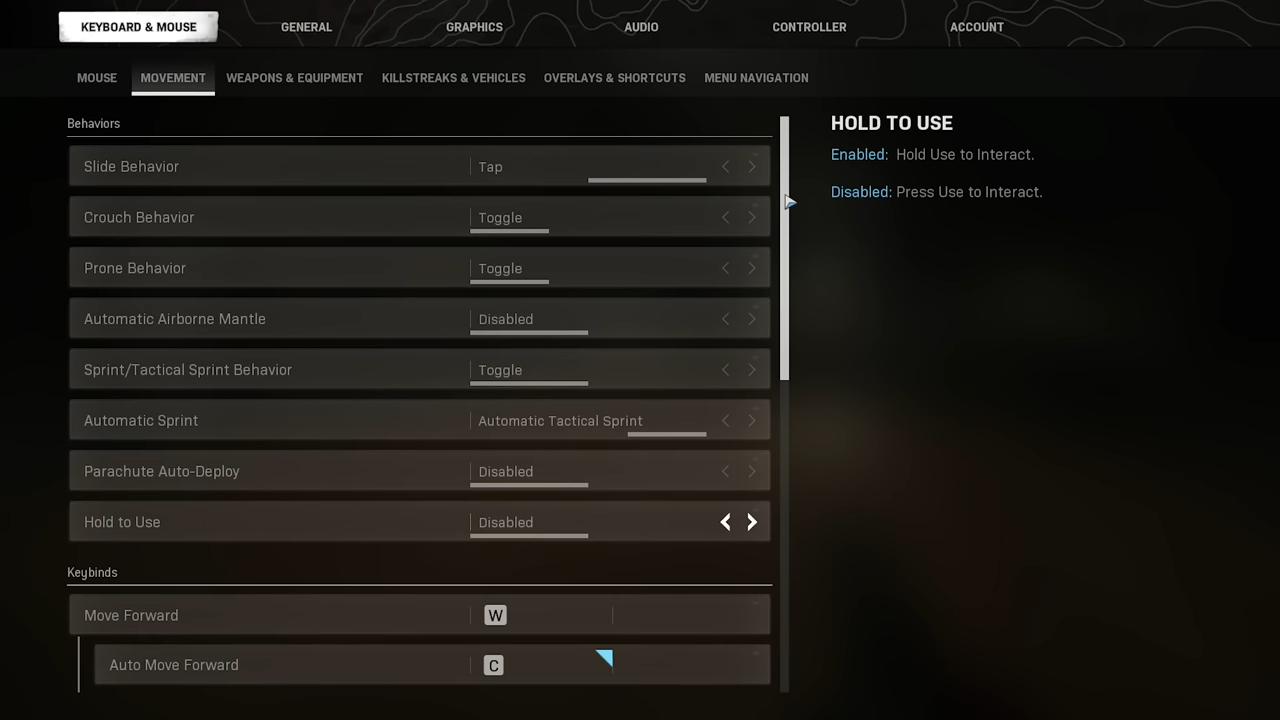 KEYBOARD & MOUSE GENERAL GRAPHICS AUDIO CONTROLLER ACCOUNT
MOUSE MOVEMENT WEAPONS & EQUIPMENT KILLSTREAKS & VEHICLES OVERLAYS & SHORTCUTS MENU NAVIGATION
Behaviors
Slide Behavior Tap
Crouch Behavior Toggle
Prone Behavior Toggle
Automatic Airborne Mantle Disabled
Sprint/Tactical Sprint Behavior Toggle
Automatic Sprint Automatic Tactical Sprint
Parachute Auto-Deploy Disabled
Hold to Use Disabled
Keybinds
Move Forward W
Auto Move Forward C
HOLD TO USE
Enabled: Hold Use to Interact.
Disabled: Press Use to Interact.